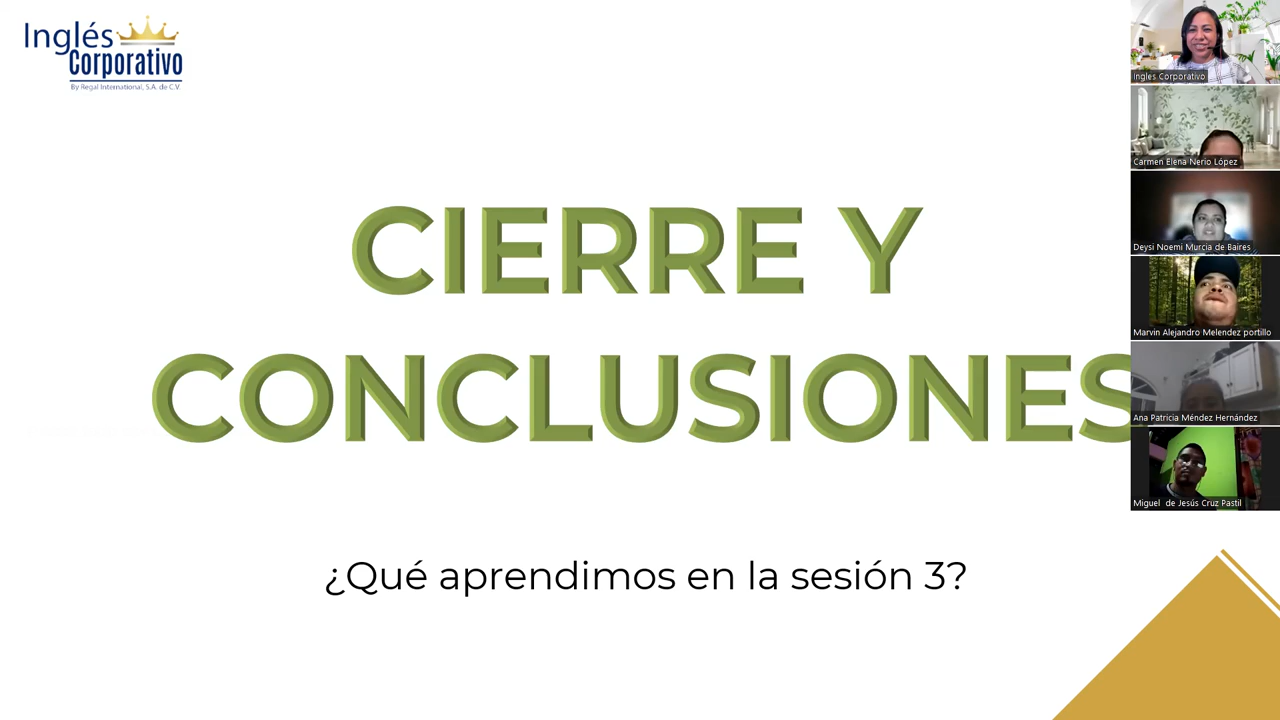 Inglés
Corporativo
By Regal International, S.A. de C.V.
CIERRE Y
CONCLUSIONES
¿Qué aprendimos en la sesión 3?
Ingles Corporativo
Carmen Elena Nerio López
Deysi Noemi Murcia de Baires
Marvin Alejandro Melendez portillo
Ana Patricia Méndez Hernández
Miguel de Jesús Cruz Pastil